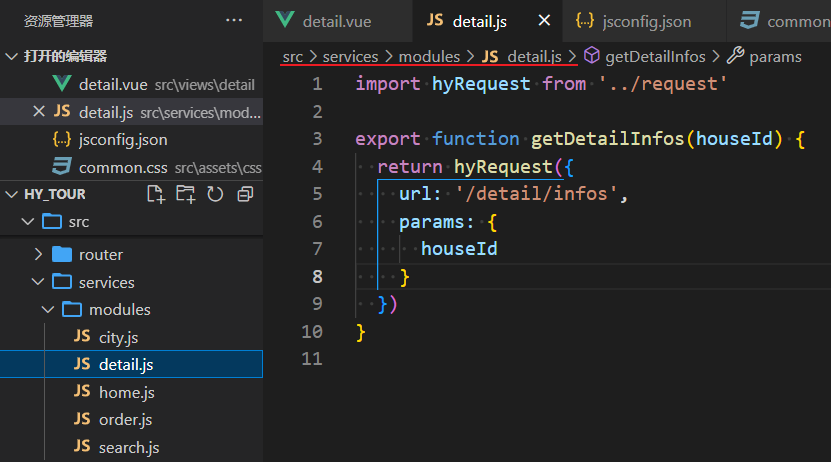 资源管理器 ···
打开的编辑器
detail.vue src\views\detail
JS detail.js src\services\mod...
{..} jsconfig.json
common.css src\assets\css
HY_TOUR
src
router
services
modules
JS city.js
JS detail.js
JS home.js
JS order.js
JS search.js
detail.vue JS detail.js {..} jsconfig.json common
src > services > modules > JS detail.js > getDetailInfos > params
1 import hyRequest from '../request'
2
3 export function getDetailInfos(houseId) {
4 return hyRequest({
5 url: '/detail/infos',
6 params: {
7 houseId
8 }
9 })
10 }
11